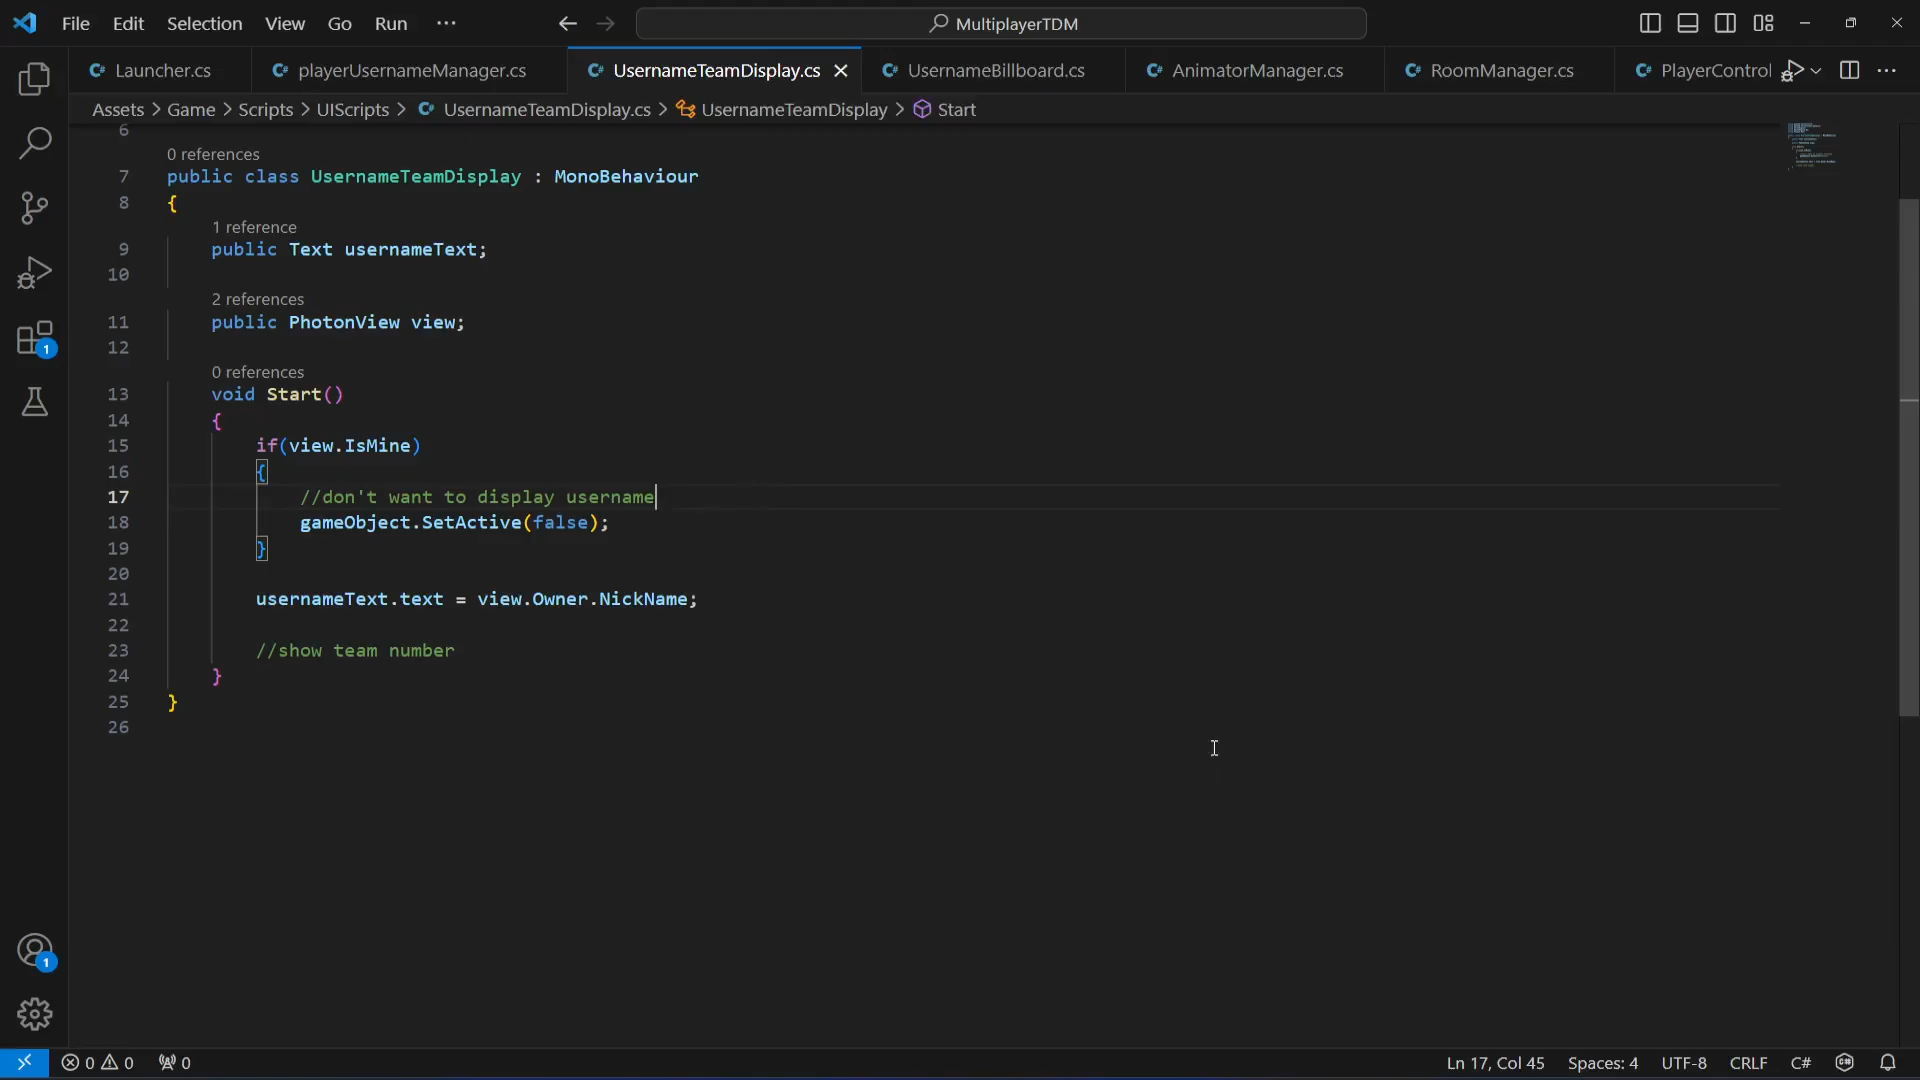 File Edit Selection View Go Run ··· MultiplayerTDM
Launcher.cs playerUsernameManager.cs UsernameTeamDisplay.cs UsernameBillboard.cs AnimatorManager.cs RoomManager.cs PlayerControl
Assets > Game > Scripts > UIScripts > UsernameTeamDisplay.cs > UsernameTeamDisplay > Start
6
0 references
7 public class UsernameTeamDisplay : MonoBehaviour
8 {
1 reference
9 public Text usernameText;
10
2 references
11 public PhotonView view;
12
0 references
13 void Start()
14 {
15 if(view.IsMine)
16 {
17 //don't want to display username
18 gameObject.SetActive(false);
19 }
20
21 usernameText.text = view.Owner.NickName;
22
23 //show team number
24 }
25 }
26
1
1
0 0 0 Ln 17, Col 45 Spaces: 4 UTF-8 CRLF C#